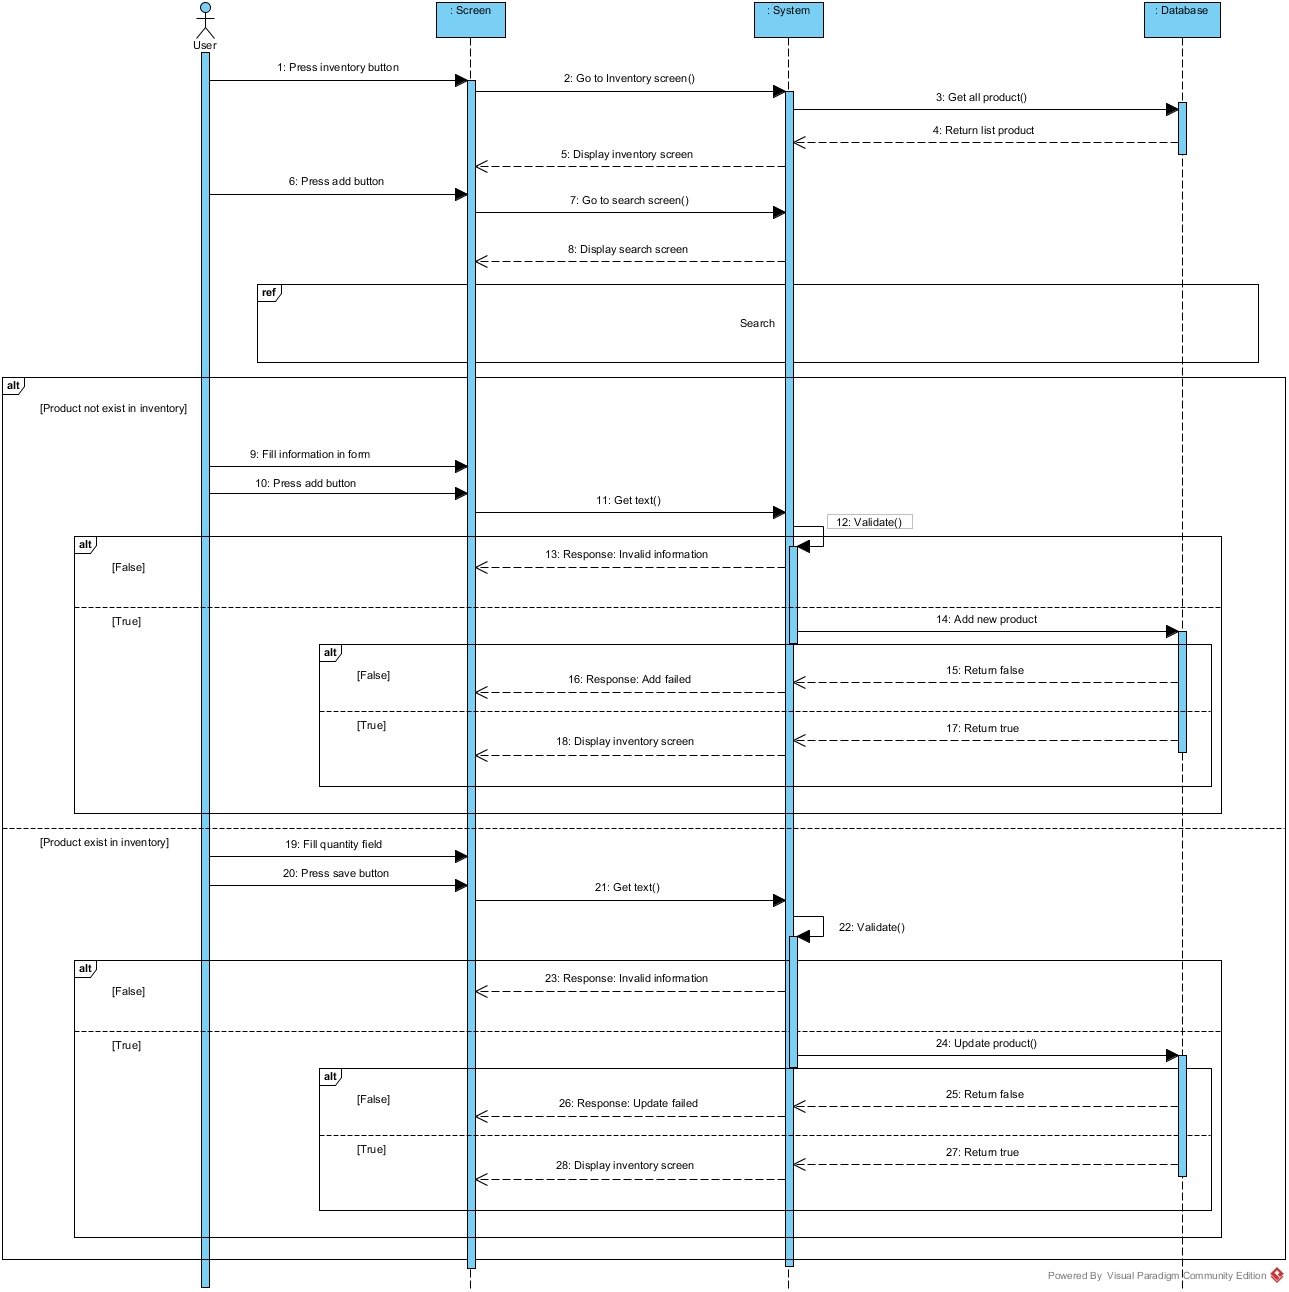 : Screen
: System
: Database
User
1: Press inventory button
2: Go to Inventory screen()
3: Get all product()
4: Return list product
5: Display inventory screen
6: Press add button
7: Go to search screen()
8: Display search screen
ref
Search
alt
[Product not exist in inventory]
9: Fill information in form
10: Press add button
11: Get text()
12: Validate()
alt
13: Response: Invalid information
[False]
[True]
14: Add new product
alt
[False]
15: Return false
16: Response: Add failed
[True]
17: Return true
18: Display inventory screen
[Product exist in inventory]
19: Fill quantity field
20: Press save button
21: Get text()
22: Validate()
alt
23: Response: Invalid information
[False]
[True]
24: Update product()
alt
[False]
25: Return false
26: Response: Update failed
[True]
27: Return true
28: Display inventory screen
Powered By Visual Paradigm Community Edition